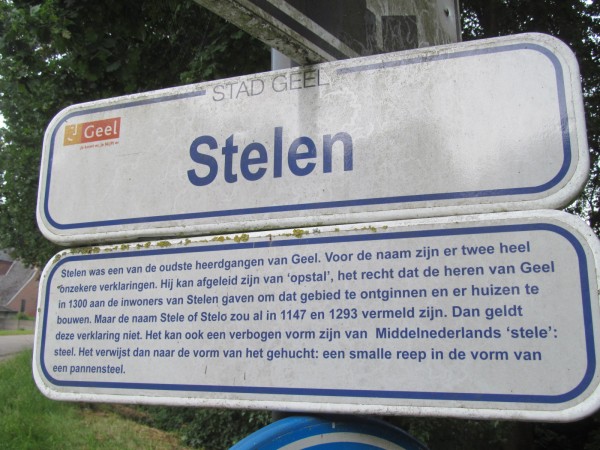 STAD GEEL
Geel
Stelen
Stelen was een van de oudste heerdgangen van Geel. Voor de naam zijn er twee heel
onzekere verklaringen. Hij kan afgeleid zijn van ‘opstal’, het recht dat de heren van Geel
in 1300 aan de inwoners van Stelen gaven om dat gebied te ontginnen en er huizen te
bouwen. Maar de naam Stele of Stelo zou al in 1147 en 1293 vermeld zijn. Dan geldt
deze verklaring niet. Het kan ook een verbogen vorm zijn van Middelnederlands ‘stele’:
steel. Het verwijst dan naar de vorm van het gehucht: een smalle reep in de vorm van
een pannensteel.